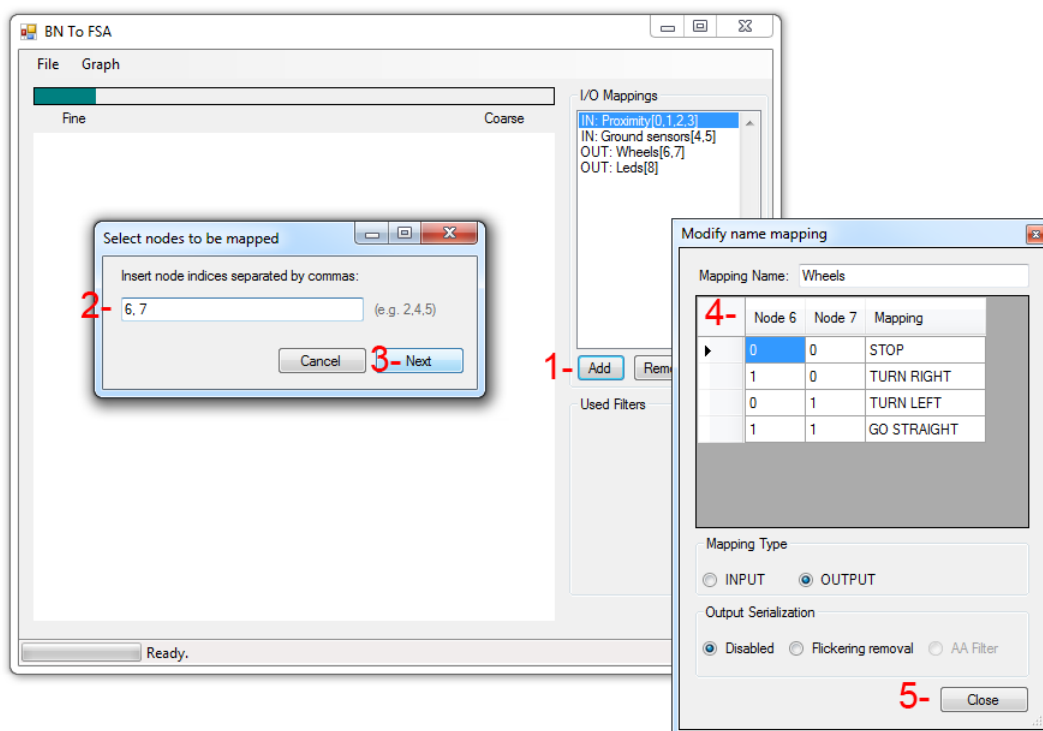 BN To FSA
File Graph
Fine Coarse
I/O Mappings
IN: Proximity[0,1,2,3]
IN: Ground sensors[4,5]
OUT: Wheels[6,7]
OUT: Leds[8]
1- Add
Used Filters
Ready.
Select nodes to be mapped
Insert node indices separated by commas:
2- 6, 7 (e.g. 2,4,5)
Cancel 3- Next
Modify name mapping
Mapping Name: Wheels
4- Node 6 Node 7 Mapping
0 0 STOP
1 0 TURN RIGHT
0 1 TURN LEFT
1 1 GO STRAIGHT
Mapping Type
INPUT OUTPUT
Output Serialization
Disabled Flickering removal AA Filter
5- Close